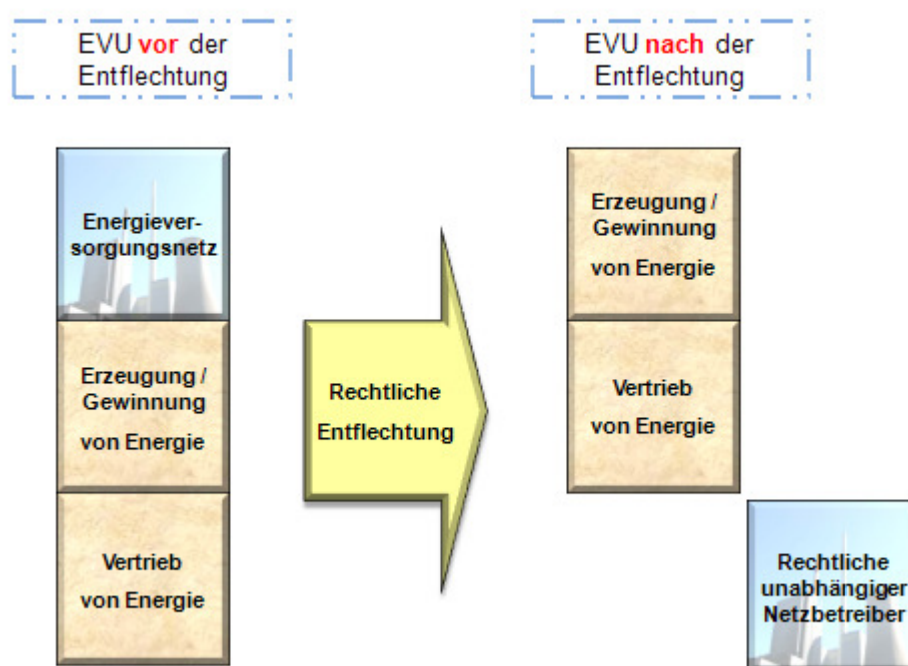 EVU vor der
Entflechtung
EVU nach der
Entflechtung
Energiever-
sorgungsnetz
Erzeugung /
Gewinnung
von Energie
Vertrieb
von Energie
Rechtliche
Entflechtung
Erzeugung /
Gewinnung
von Energie
Vertrieb
von Energie
Rechtliche
unabhängiger
Netzbetreiber